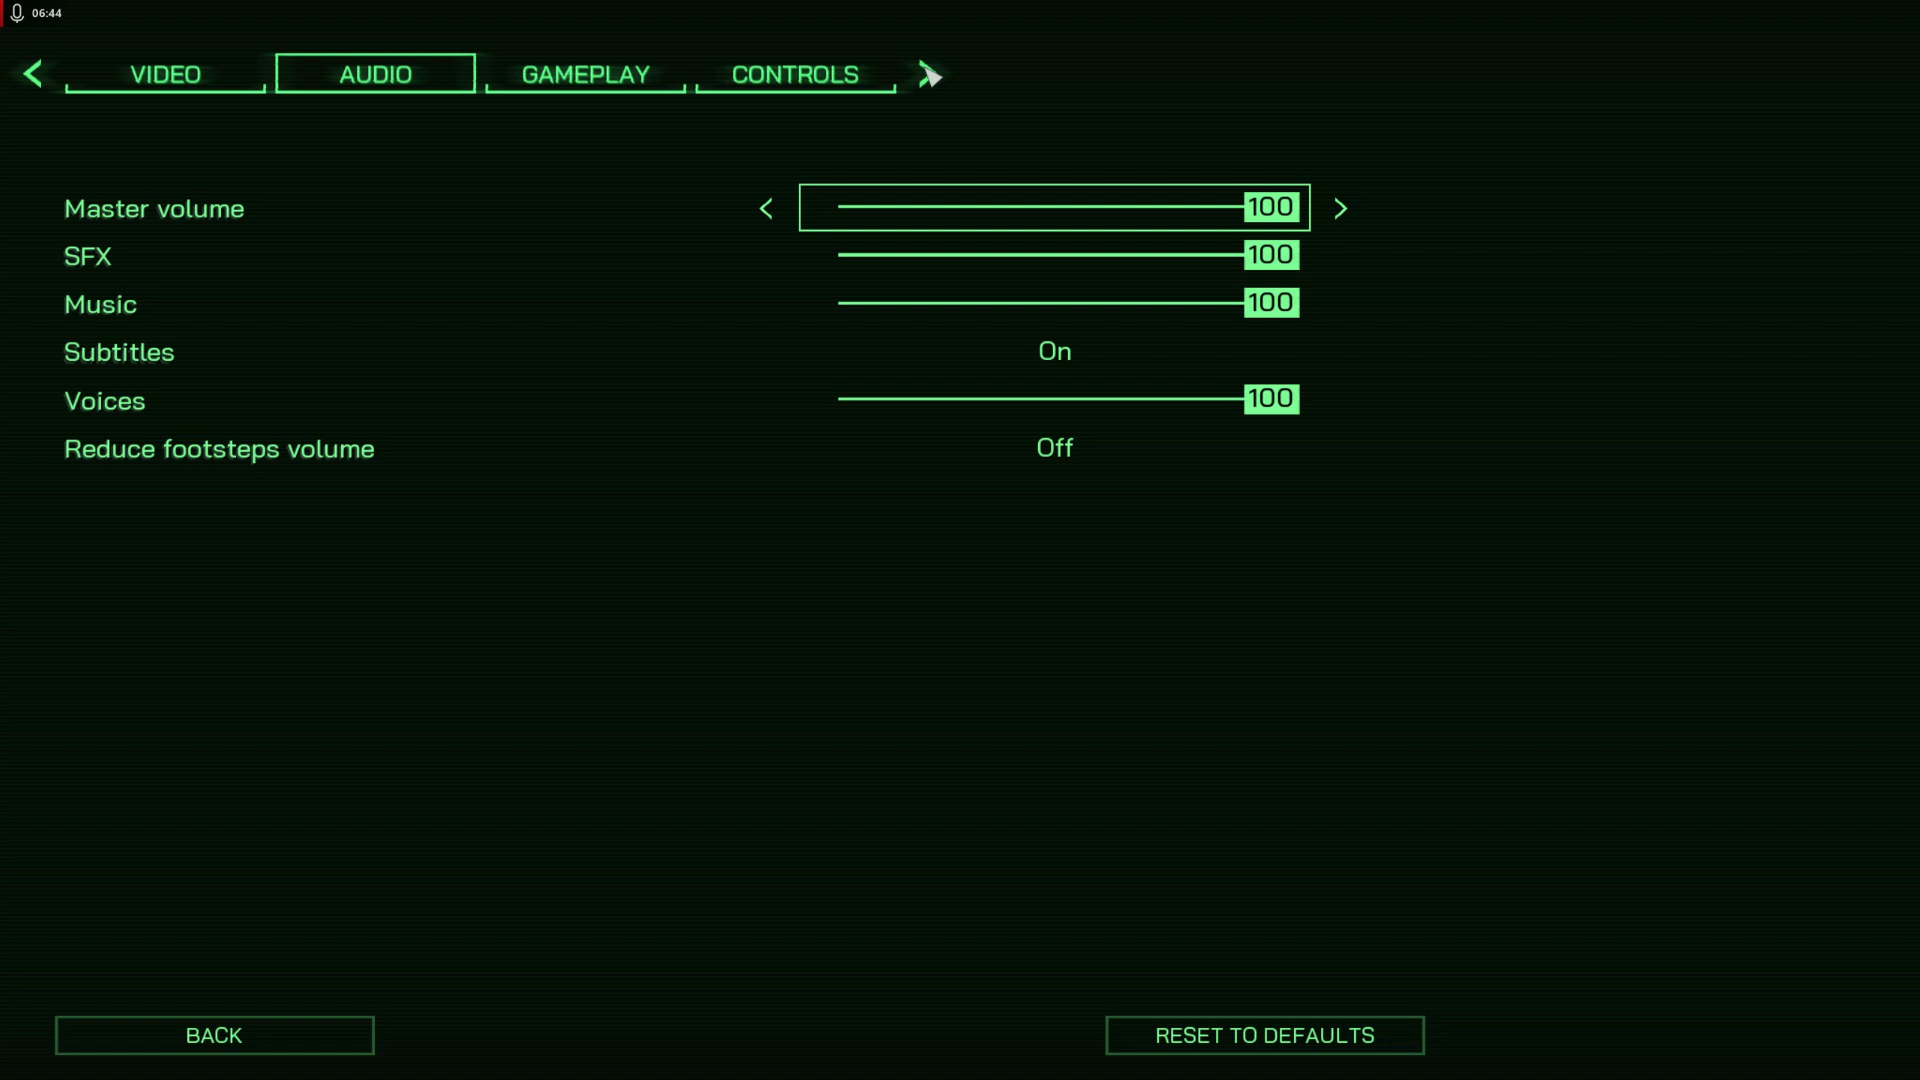 06:44
VIDEO AUDIO GAMEPLAY CONTROLS
Master volume 100
SFX 100
Music 100
Subtitles On
Voices 100
Reduce footsteps volume Off
BACK RESET TO DEFAULTS